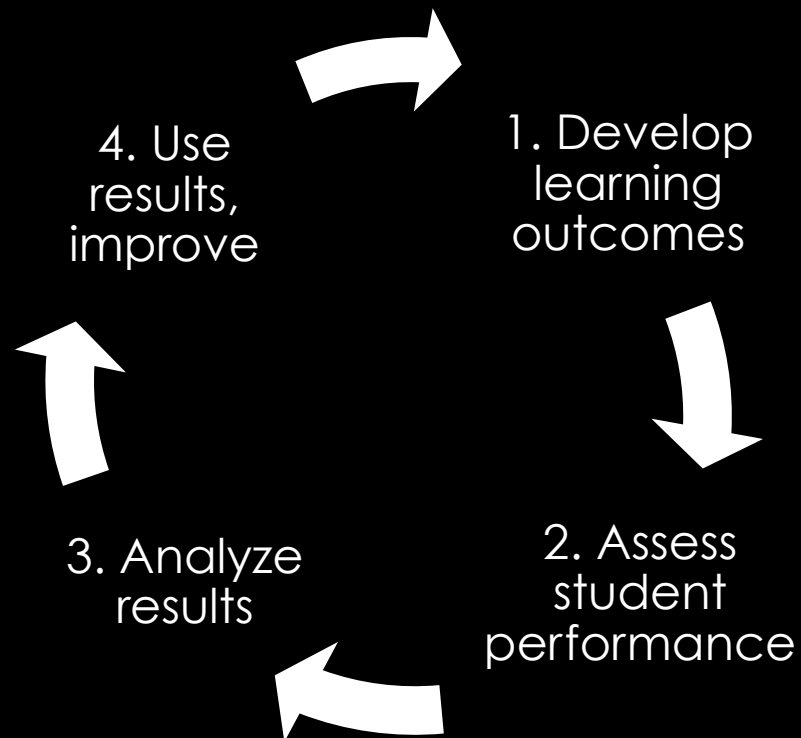 1. Develop
learning
outcomes
2. Assess
student
performance
3. Analyze
results
4. Use
results,
improve